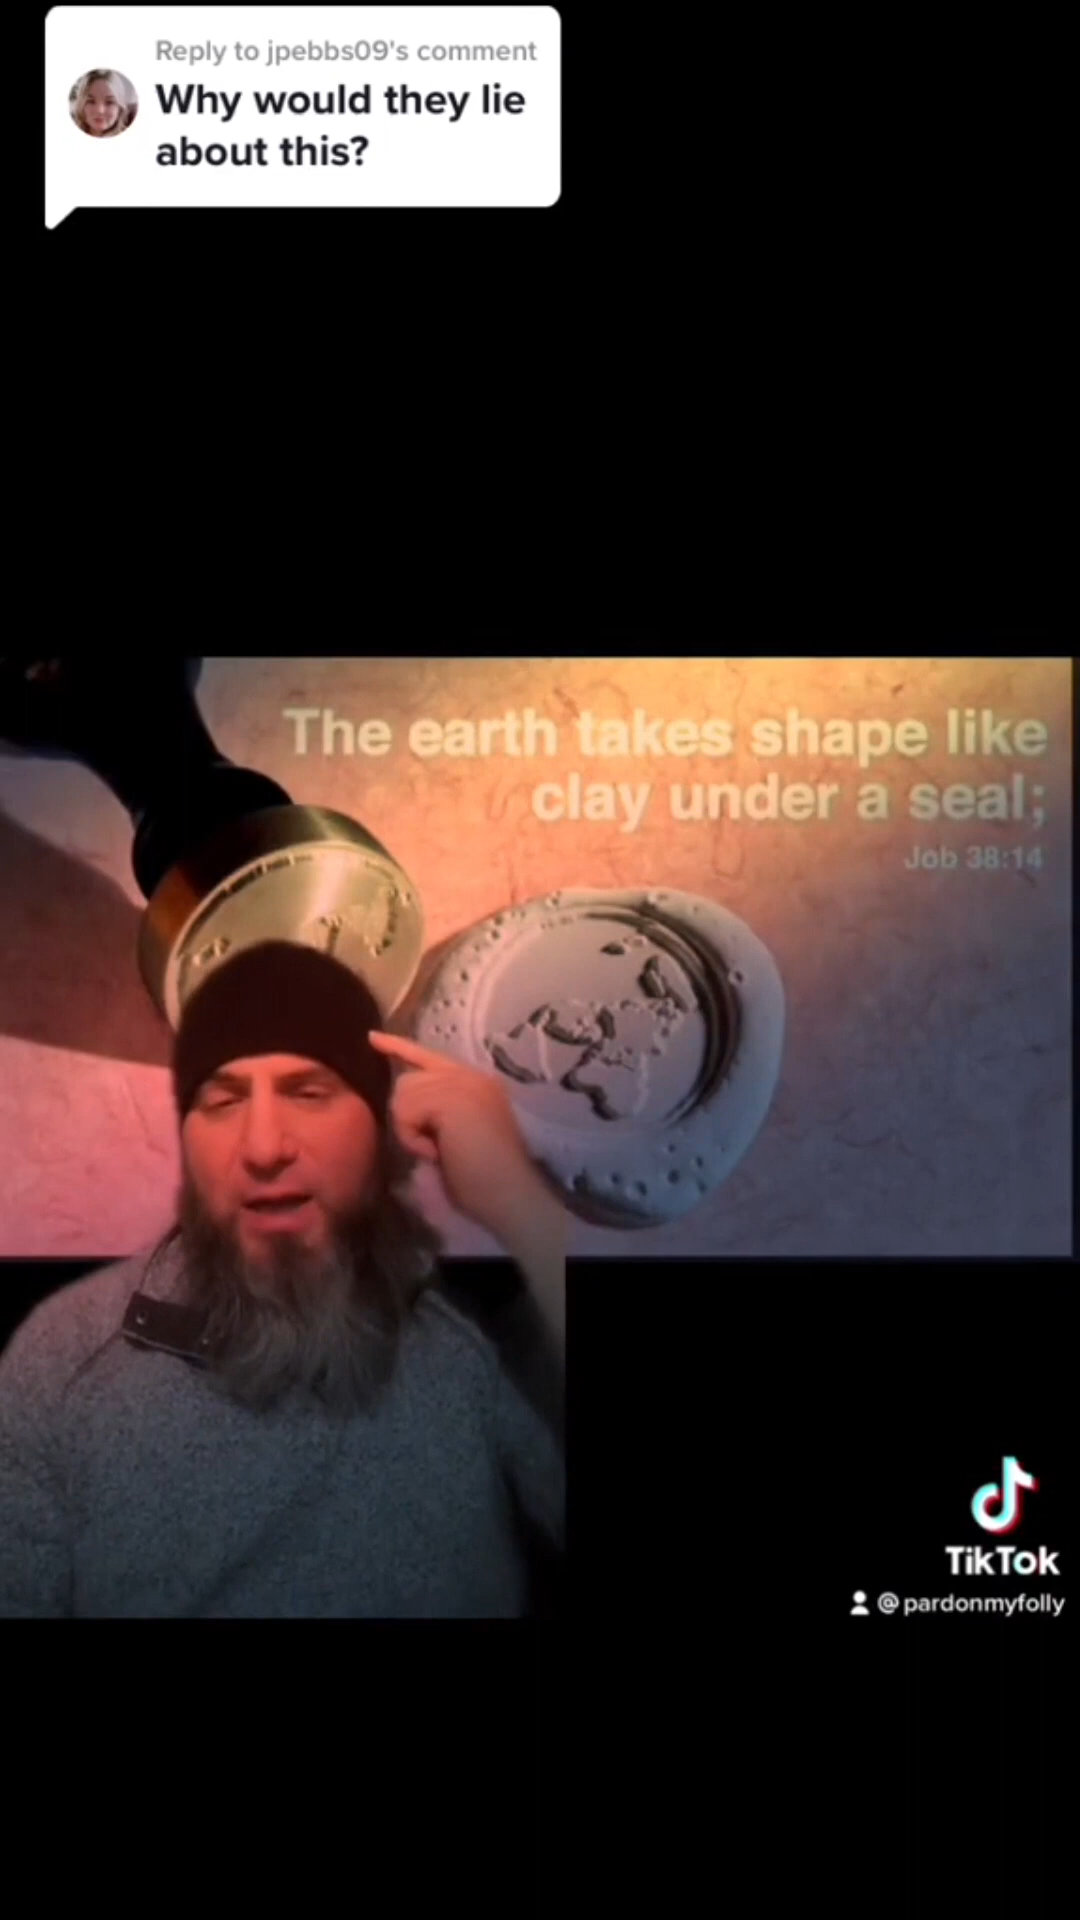 Reply to jpebbs09's comment
Why would they lie
about this?
The earth takes shape like
clay under a seal;
Job 38:14
TikTok
@pardonmyfolly